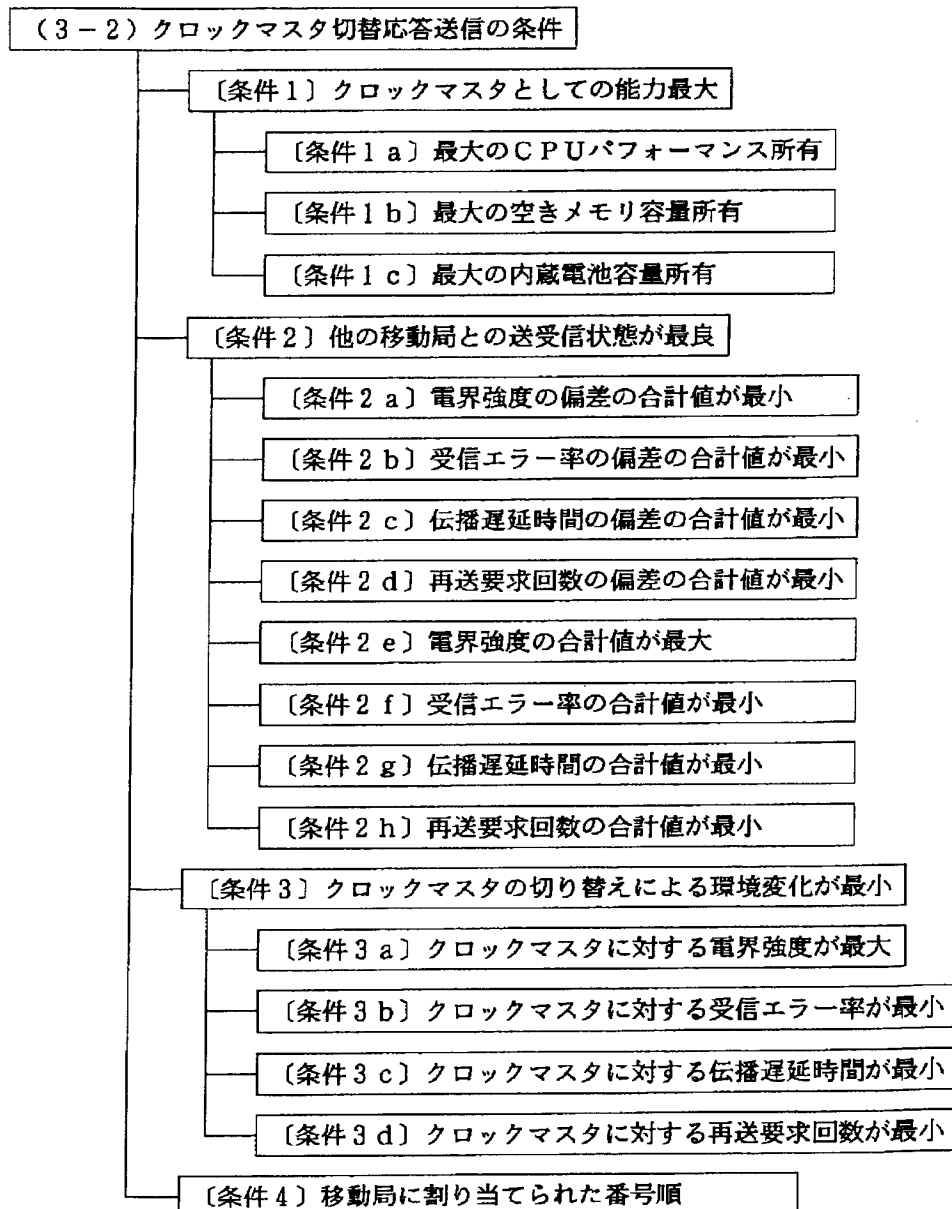 (3-2)クロックマスタ切替応答送信の条件
〔条件1〕クロックマスタとしての能力最大
〔条件1a〕最大のCPUパフォーマンス所有
〔条件1b〕最大の空きメモリ容量所有
〔条件1c〕最大の内蔵電池容量所有
〔条件2〕他の移動局との送受信状態が最良
〔条件2a〕電界強度の偏差の合計値が最小
〔条件2b〕受信エラー率の偏差の合計値が最小
〔条件2c〕伝播遅延時間の偏差の合計値が最小
〔条件2d〕再送要求回数の偏差の合計値が最小
〔条件2e〕電界強度の合計値が最大
〔条件2f〕受信エラー率の合計値が最小
〔条件2g〕伝播遅延時間の合計値が最小
〔条件2h〕再送要求回数の合計値が最小
〔条件3〕クロックマスタの切り替えによる環境変化が最小
〔条件3a〕クロックマスタに対する電界強度が最大
〔条件3b〕クロックマスタに対する受信エラー率が最小
〔条件3c〕クロックマスタに対する伝播遅延時間が最小
〔条件3d〕クロックマスタに対する再送要求回数が最小
〔条件4〕移動局に割り当てられた番号順